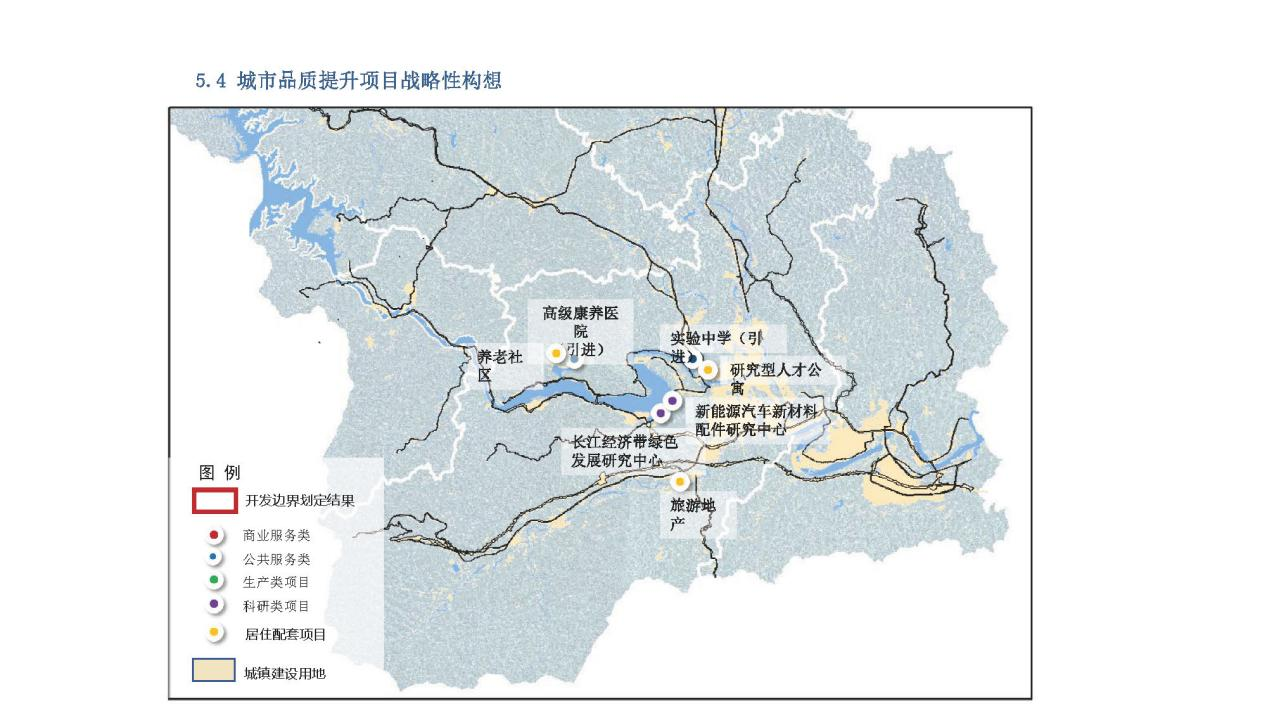 5.4 城市品质提升项目战略性构想
高级康养医
院
（引进）
养老社
区
实验中学（引
进）
研究型人才公
寓
新能源汽车新材料
配件研究中心
长江经济带绿色
发展研究中心
旅游地
产
图 例
开发边界划定结果
商业服务类
公共服务类
生产类项目
科研类项目
居住配套项目
城镇建设用地